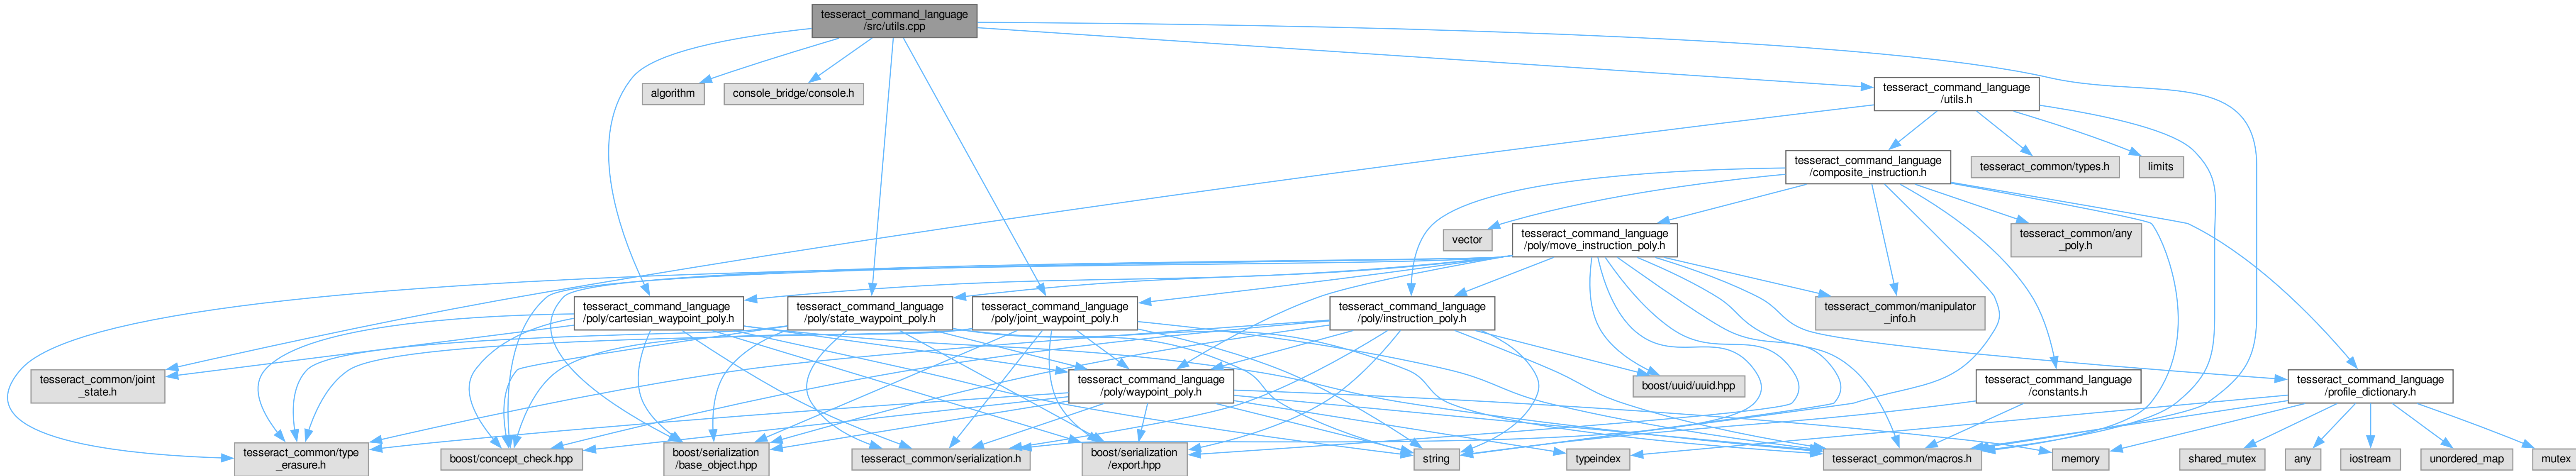 tesseract_command_language
/src/utils.cpp
algorithm
console_bridge/console.h
tesseract_command_language
/utils.h
tesseract_command_language
/composite_instruction.h
tesseract_common/types.h
limits
vector
tesseract_command_language
/poly/move_instruction_poly.h
tesseract_common/any
_poly.h
tesseract_command_language
/poly/cartesian_waypoint_poly.h
tesseract_command_language
/poly/state_waypoint_poly.h
tesseract_command_language
/poly/joint_waypoint_poly.h
tesseract_command_language
/poly/instruction_poly.h
tesseract_common/manipulator
_info.h
tesseract_common/joint
_state.h
tesseract_command_language
/poly/waypoint_poly.h
boost/uuid/uuid.hpp
tesseract_command_language
/constants.h
tesseract_command_language
/profile_dictionary.h
tesseract_common/type
_erasure.h
boost/concept_check.hpp
boost/serialization
/base_object.hpp
tesseract_common/serialization.h
boost/serialization
/export.hpp
string
typeindex
tesseract_common/macros.h
memory
shared_mutex
any
iostream
unordered_map
mutex